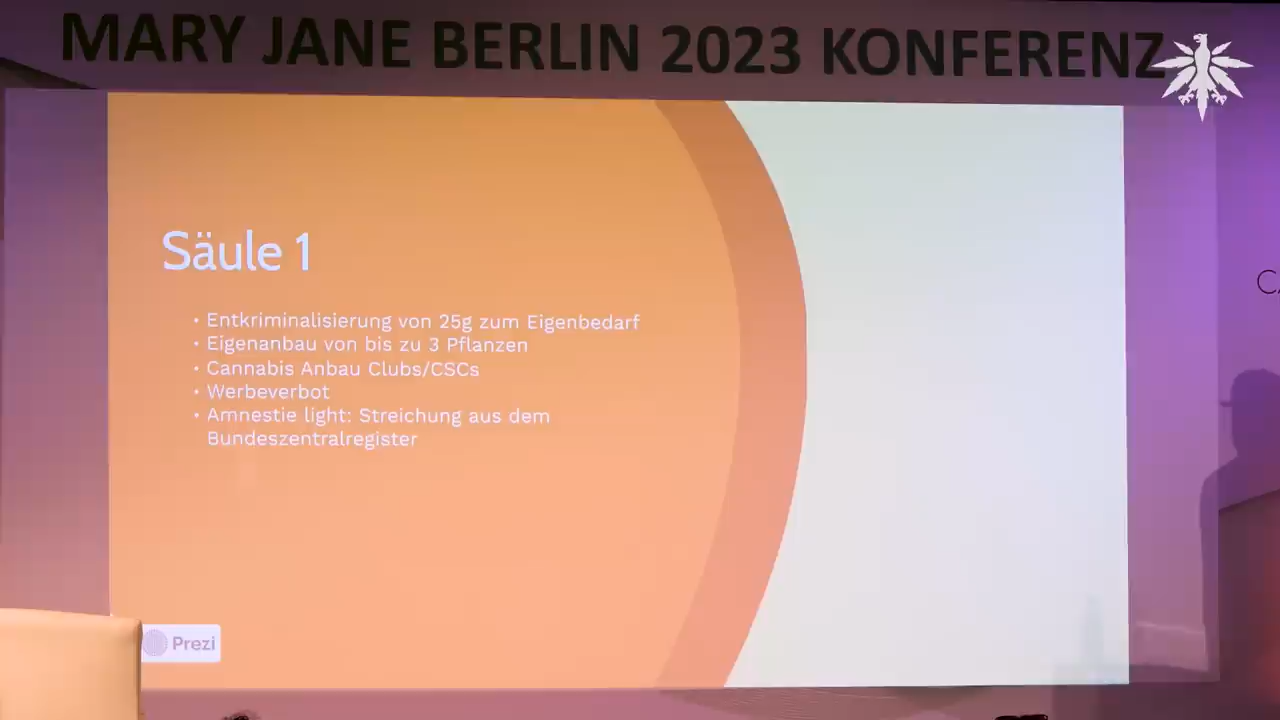 MARY JANE BERLIN 2023 KONFERENZ
Säule 1
• Entkriminalisierung von 25g zum Eigenbedarf
• Eigenanbau von bis zu 3 Pflanzen
• Cannabis Anbau Clubs/CSCs
• Werbeverbot
• Amnestie light: Streichung aus dem
Bundeszentralregister
Prezi